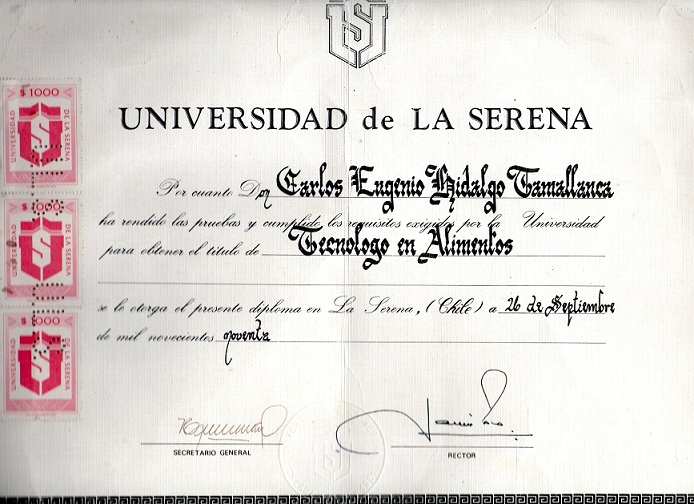 UNIVERSIDAD de LA SERENA
Por cuanto Don Carlos Eugenio Hidalgo Tamallanca
ha rendido las pruebas y cumplido los requisitos exigidos por la Universidad
para obtener el título de Tecnologo en Alimentos
se le otorga el presente diploma en La Serena, (Chile) a 26 de Septiembre
de mil novecientos noventa
SECRETARIO GENERAL
RECTOR
$ 1000
UNIVERSIDAD
DE LA SERENA
$ 1000
UNIVERSIDAD
DE LA SERENA
$ 1000
UNIVERSIDAD
DE LA SERENA